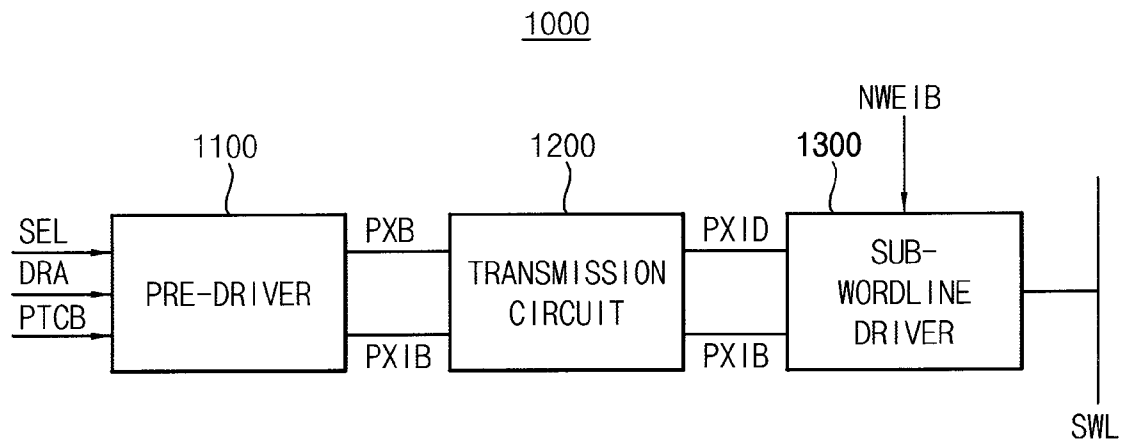 1000
NWEIB
1100
1200
1300
SEL
DRA
PTCB
PRE-DRIVER
PXB
PXIB
TRANSMISSION
CIRCUIT
PXID
PXIB
SUB-
WORDLINE
DRIVER
SWL